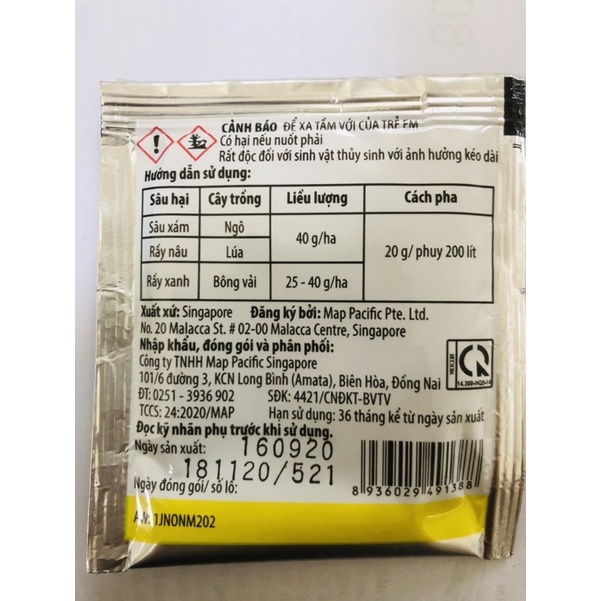 CẢNH BÁO ĐỂ XA TẦM VỚI CỦA TRẺ EM
Có hại nếu nuốt phải
Rất độc đối với sinh vật thủy sinh với ảnh hưởng kéo dài
Hướng dẫn sử dụng:
Sâu hại Cây trồng Liều lượng Cách pha
Sâu xám Ngô 40 g/ha 20 g/ phuy 200 lít
Rầy nâu Lúa
Rầy xanh Bông vải 25 - 40 g/ha
Xuất xứ: Singapore Đăng ký bởi: Map Pacific Pte. Ltd.
No. 20 Malacca St. # 02-00 Malacca Centre, Singapore
Nhập khẩu, đóng gói và phân phối:
Công ty TNHH Map Pacific Singapore
101/6 đường 3, KCN Long Bình (Amata), Biên Hòa, Đồng Nai
ĐT: 0251 - 3936 902 SĐK: 4421/CNĐKT-BVTV
TCCS: 24:2020/MAP Hạn sử dụng: 36 tháng kể từ ngày sản xuất
Đọc kỹ nhãn phụ trước khi sử dụng.
Ngày sản xuất: 160920
181120/521
Ngày đóng gói/ số lô:
8 936029 491388
1JNONM202